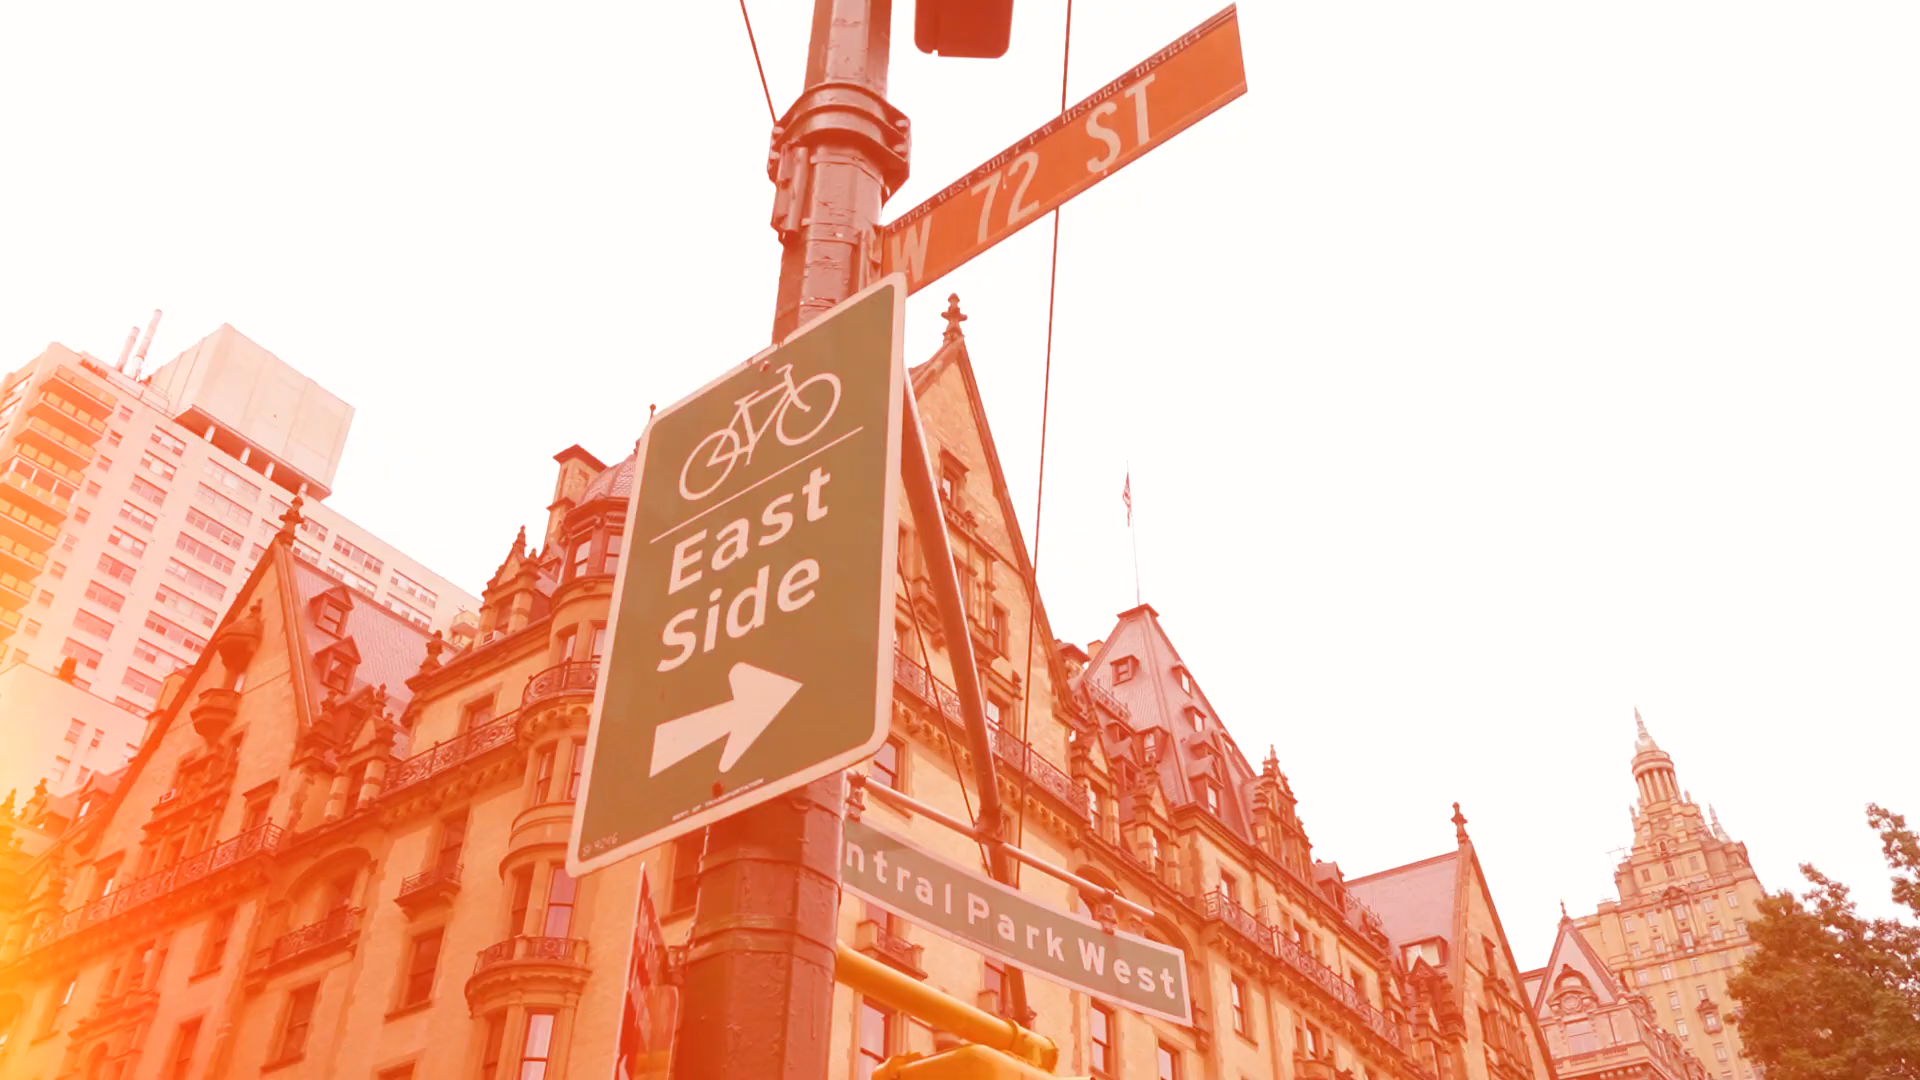 UPPER WEST SIDE C P W HISTORIC DISTRICT
W 72 ST
East
Side
ntral Park West